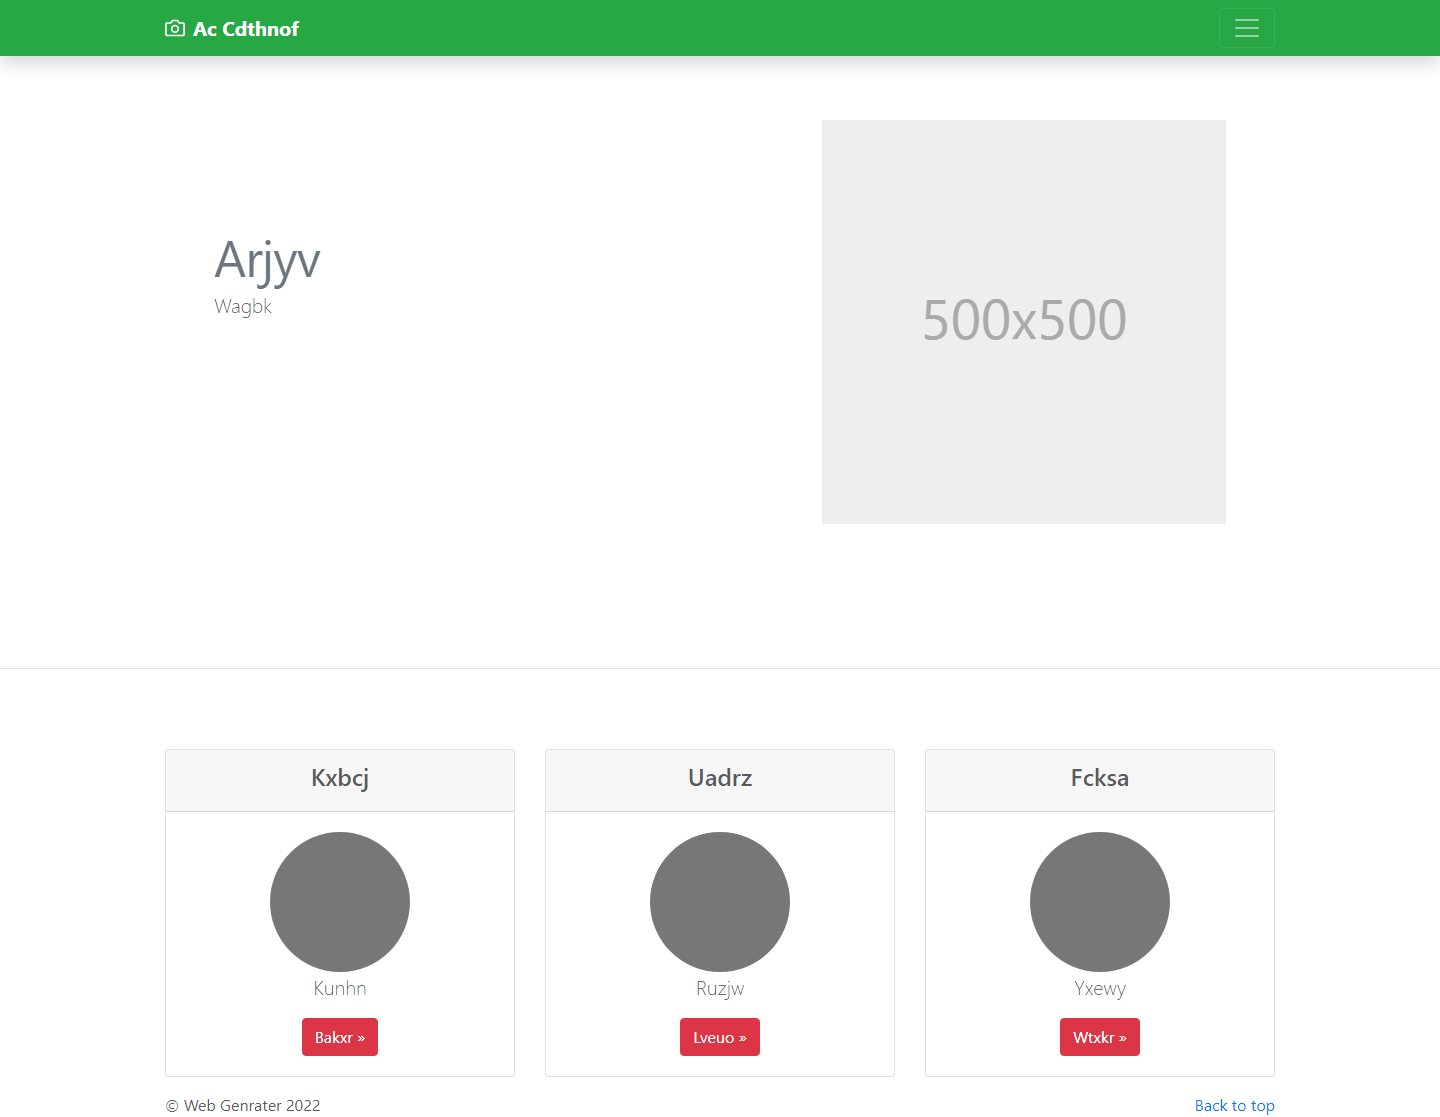 Ac Cdthnof
Arjyv
Wagbk
500x500
Kxbcj
Uadrz
Fcksa
Kunhn
Ruzjw
Yxewy
Bakxr »
Lveuo »
Wtxkr »
© Web Genrater 2022
Back to top